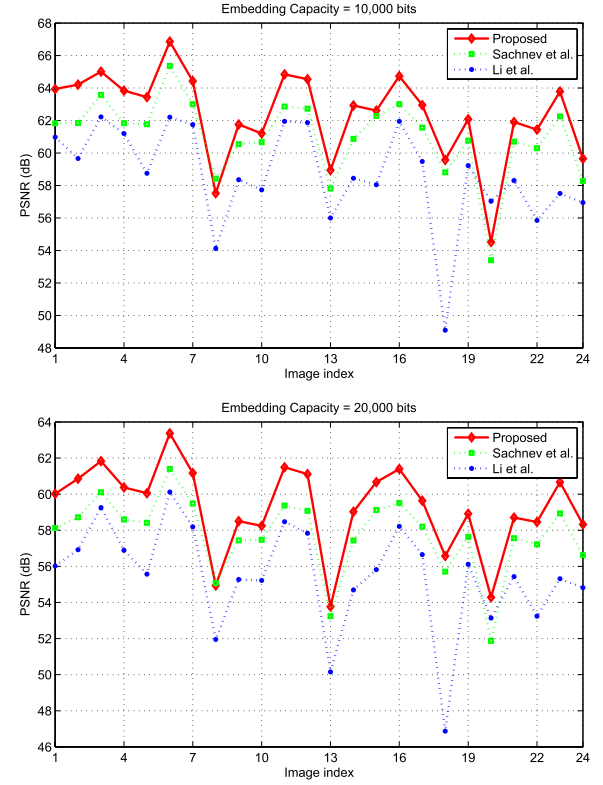 Embedding Capacity = 10,000 bits
68
66
64
62
60
58
56
54
52
50
48
PSNR (dB)
Proposed
Sachnev et al.
Li et al.
1 4 7 10 13 16 19 22 24
Image index
Embedding Capacity = 20,000 bits
64
62
60
58
56
54
52
50
48
46
PSNR (dB)
Proposed
Sachnev et al.
Li et al.
1 4 7 10 13 16 19 22 24
Image index